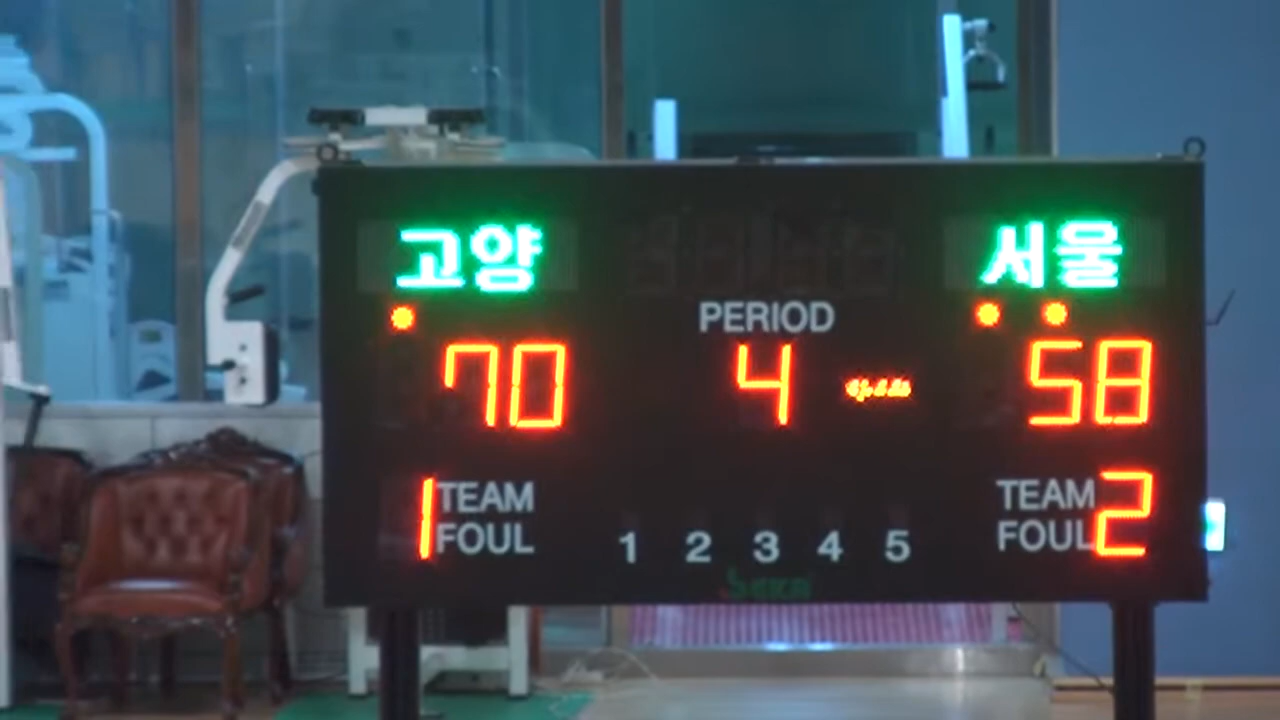 고양 서울
PERIOD
70 4 58
1 TEAM FOUL
TEAM FOUL 2
1 2 3 4 5